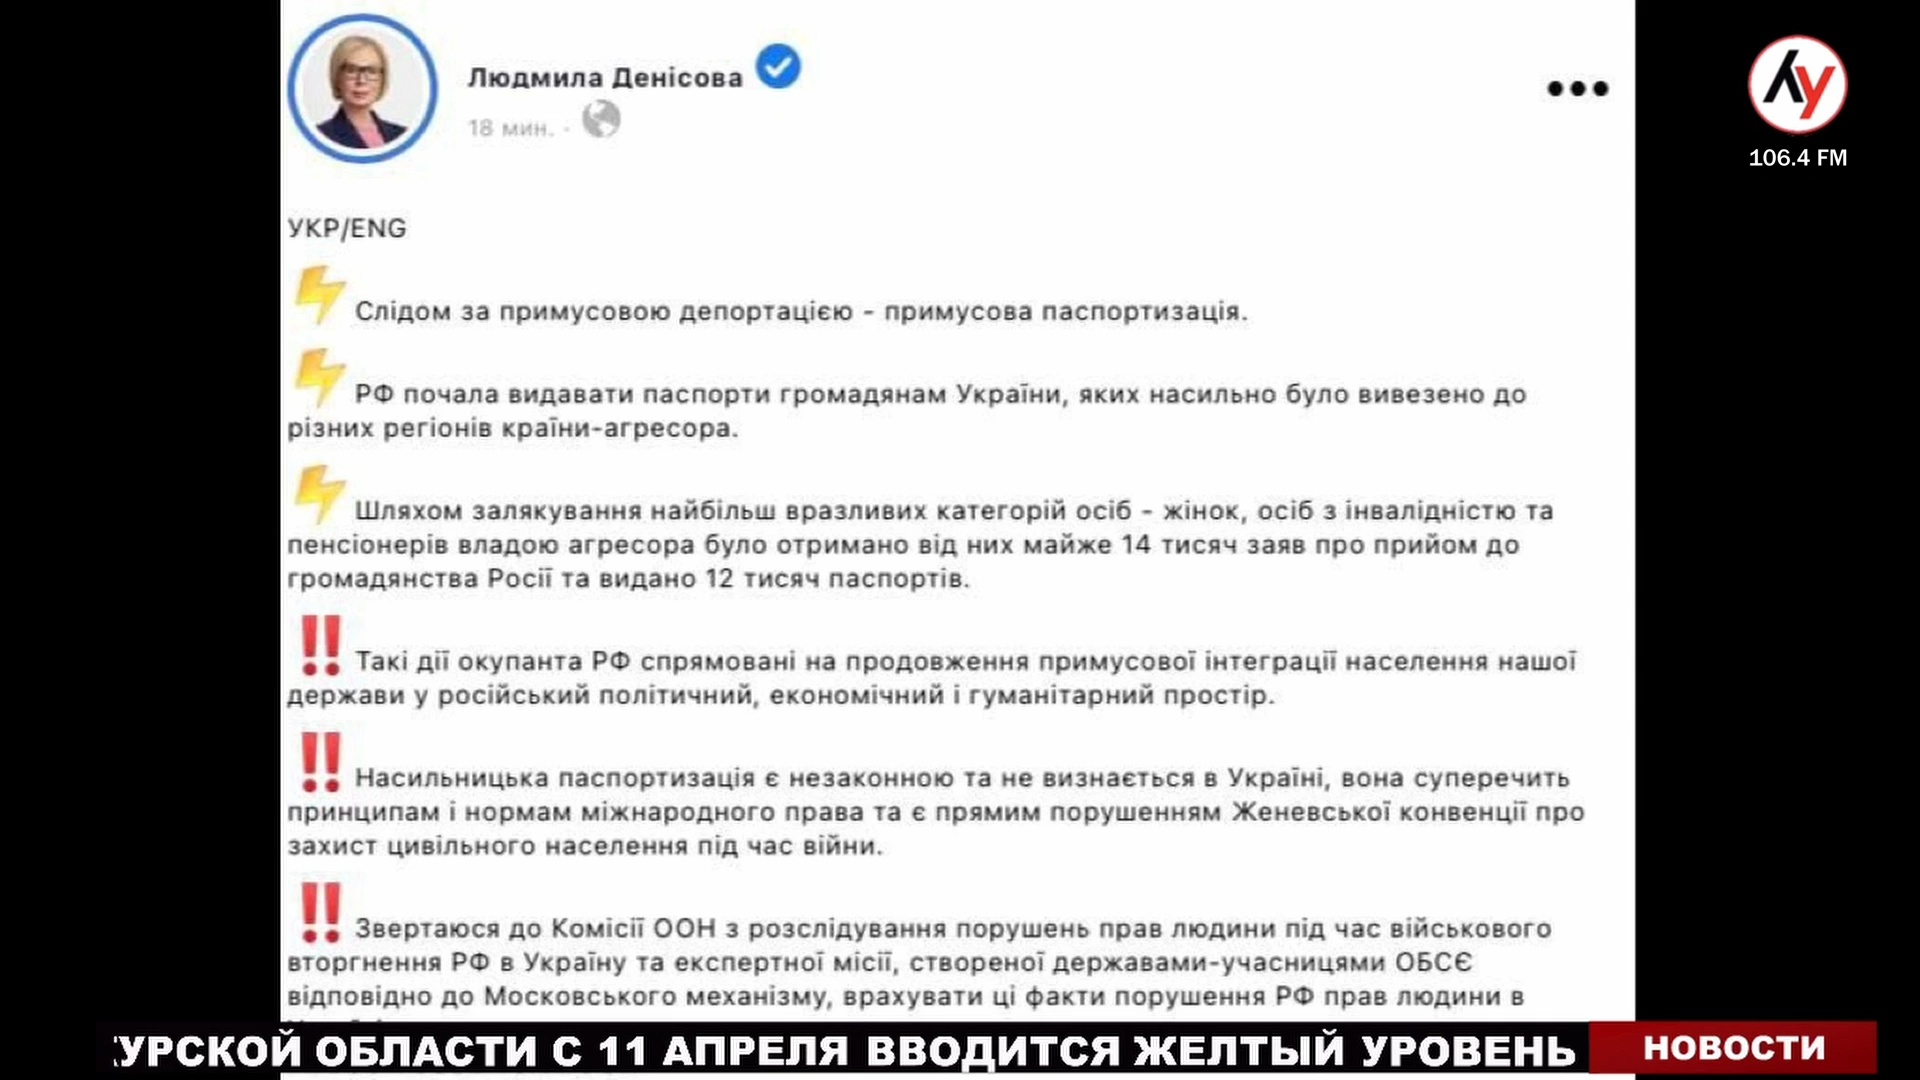 Людмила Денісова
18 мин. ·
УКР/ENG
Слідом за примусовою депортацією - примусова паспортизація.
РФ почала видавати паспорти громадянам України, яких насильно було вивезено до
різних регіонів країни-агресора.
Шляхом залякування найбільш вразливих категорій осіб - жінок, осіб з інвалідністю та
пенсіонерів владою агресора було отримано від них майже 14 тисяч заяв про прийом до
громадянства Росії та видано 12 тисяч паспортів.
‼ Такі дії окупанта РФ спрямовані на продовження примусової інтеграції населення нашої
держави у російський політичний, економічний і гуманітарний простір.
‼ Насильницька паспортизація є незаконною та не визнається в Україні, вона суперечить
принципам і нормам міжнародного права та є прямим порушенням Женевської конвенції про
захист цивільного населення під час війни.
‼ Звертаюся до Комісії ООН з розслідування порушень прав людини під час військового
вторгнення РФ в Україну та експертної місії, створеної державами-учасницями ОБСЄ
відповідно до Московського механізму, врахувати ці факти порушення РФ прав людини в
лу
106.4 FM
УРСКОЙ ОБЛАСТИ С 11 АПРЕЛЯ ВВОДИТСЯ ЖЕЛТЫЙ УРОВЕНЬ
НОВОСТИ